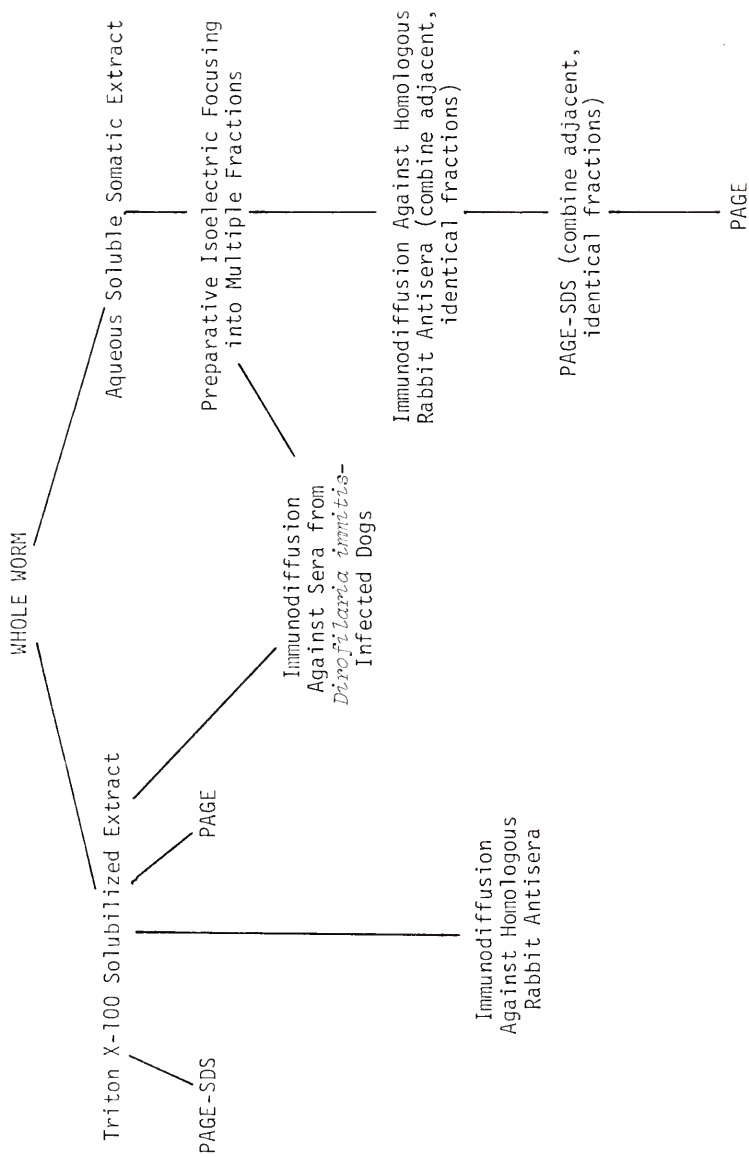 WHOLE WORM
Triton X-100 Solubilized Extract
Aqueous Soluble Somatic Extract
PAGE-SDS
PAGE
Preparative Isoelectric Focusing
into Multiple Fractions
Immunodiffusion
Against Sera from
Dirofilaria immitis-
Infected Dogs
Immunodiffusion Against Homologous
Rabbit Antisera (combine adjacent,
identical fractions)
Immunodiffusion
Against Homologous
Rabbit Antisera
PAGE-SDS (combine adjacent,
identical fractions)
PAGE